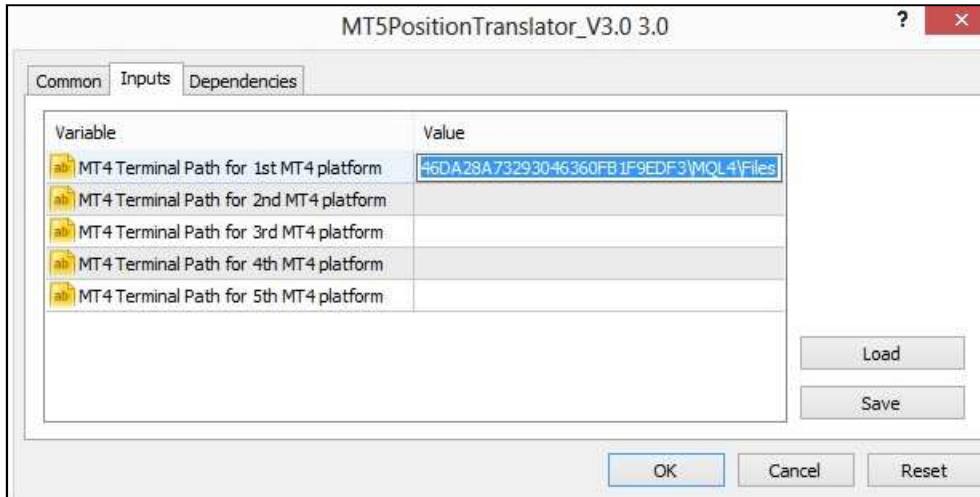 MT5PositionTranslator_V3.0 3.0
?
Common Inputs Dependencies
Variable Value
MT4 Terminal Path for 1st MT4 platform 46DA28A73293046360FB1F9EDF3\MQL4\Files
MT4 Terminal Path for 2nd MT4 platform
MT4 Terminal Path for 3rd MT4 platform
MT4 Terminal Path for 4th MT4 platform
MT4 Terminal Path for 5th MT4 platform
Load
Save
OK Cancel Reset